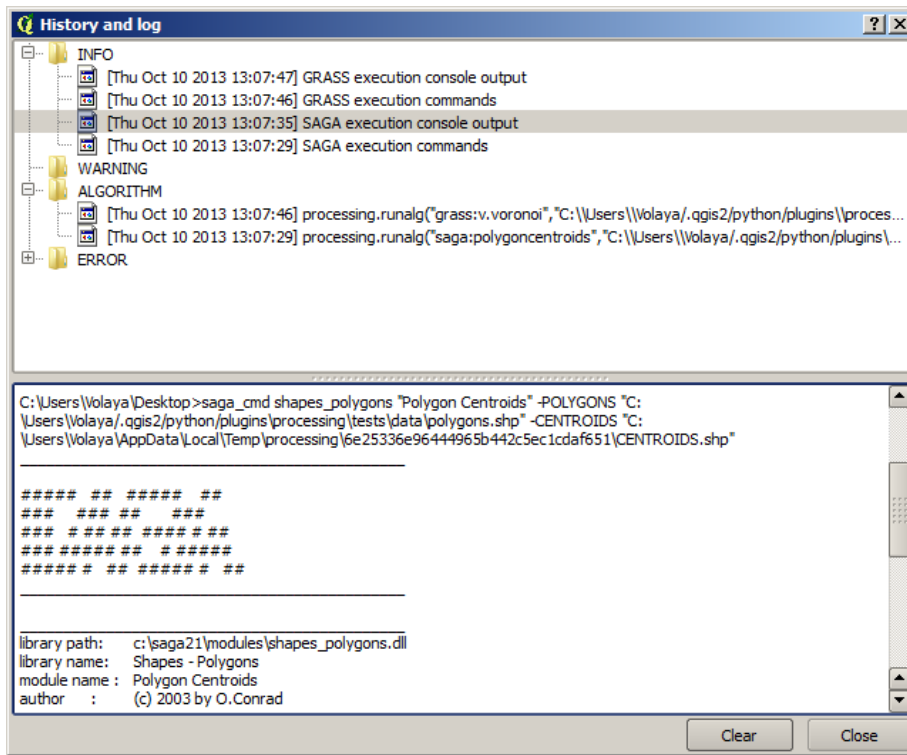 History and log
INFO
[Thu Oct 10 2013 13:07:47] GRASS execution console output
[Thu Oct 10 2013 13:07:46] GRASS execution commands
[Thu Oct 10 2013 13:07:35] SAGA execution console output
[Thu Oct 10 2013 13:07:29] SAGA execution commands
WARNING
ALGORITHM
[Thu Oct 10 2013 13:07:46] processing.runalg("grass:v.voronoi","C:\\Users\\Volaya/.qgis2/python/plugins\\proces...
[Thu Oct 10 2013 13:07:29] processing.runalg("saga:polygoncentroids","C:\\Users\\Volaya/.qgis2/python/plugins\...
ERROR
C:\Users\Volaya\Desktop>saga_cmd shapes_polygons "Polygon Centroids" -POLYGONS "C:
\Users\Volaya/.qgis2/python/plugins\processing\tests\data\polygons.shp" -CENTROIDS "C:
\Users\Volaya\AppData\Local\Temp\processing\6e25336e96444965b442c5ec1cdaf651\CENTROIDS.shp"
_____________________________________________
##### ## ##### ##
### ### ## ###
### # ## ## #### # ##
### ##### ## # #####
##### # ## ##### # ##
_____________________________________________
_____________________________________________
library path: c:\saga21\modules\shapes_polygons.dll
library name: Shapes - Polygons
module name : Polygon Centroids
author : (c) 2003 by O.Conrad
Clear Close